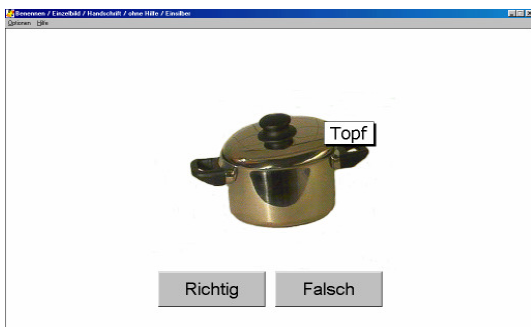 Benennen / Einzelbild / Handschrift / ohne Hilfe / Einsilber
Optionen Hilfe
Topf
Richtig Falsch